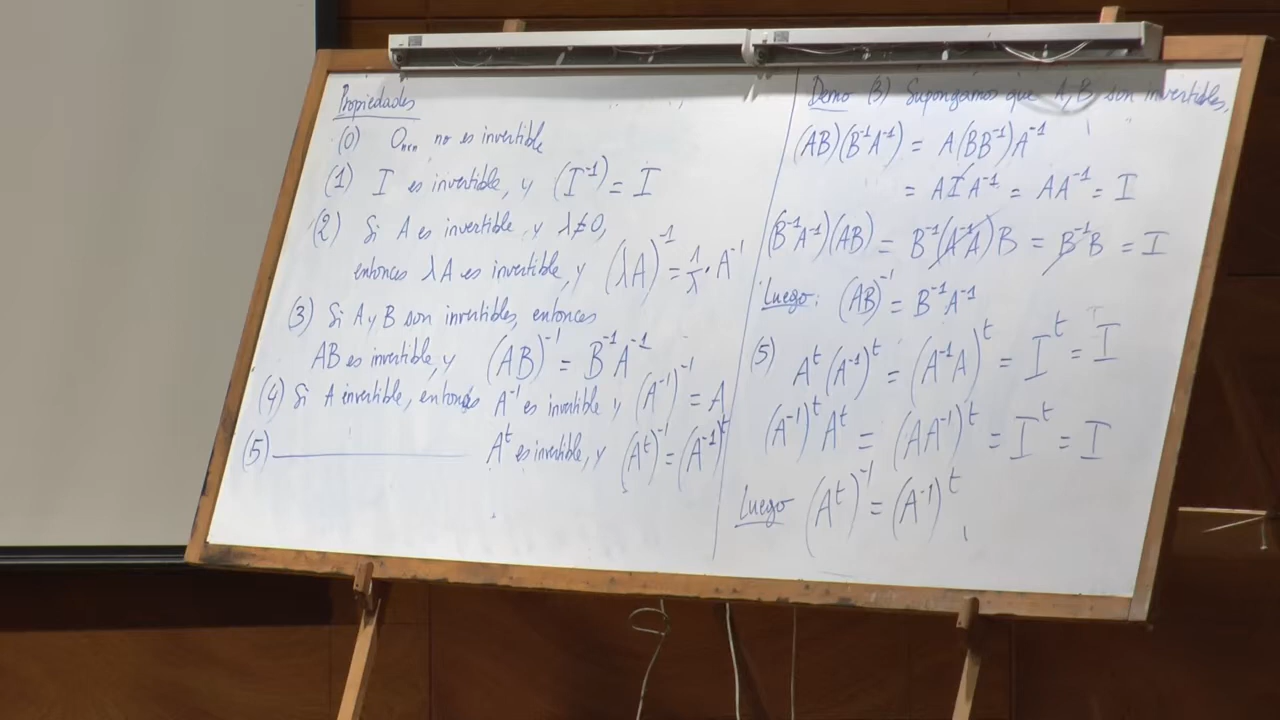 Propiedades
(0) Oₙₓₙ no es invertible
(1) I es invertible, y (I⁻¹) = I
(2) Si A es invertible, y λ≠0,
entonces λA es invertible, y (λA)⁻¹ = 1/λ · A⁻¹
(3) Si A y B son invertibles, entonces
AB es invertible, y (AB)⁻¹ = B⁻¹A⁻¹
(4) Si A invertible, entonces A⁻¹ es invertible y (A⁻¹)⁻¹ = A
(5) ———— Aᵗ es invertible, y (Aᵗ)⁻¹ = (A⁻¹)ᵗ
Demo (3) Supongamos que A, B son invertibles,
(AB)(B⁻¹A⁻¹) = A(BB⁻¹)A⁻¹
= AIA⁻¹ = AA⁻¹ = I
(B⁻¹A⁻¹)(AB) = B⁻¹(A⁻¹A)B = B⁻¹B = I
Luego: (AB)⁻¹ = B⁻¹A⁻¹
(5) Aᵗ(A⁻¹)ᵗ = (A⁻¹A)ᵗ = Iᵗ = I
(A⁻¹)ᵗAᵗ = (AA⁻¹)ᵗ = Iᵗ = I
Luego (Aᵗ)⁻¹ = (A⁻¹)ᵗ